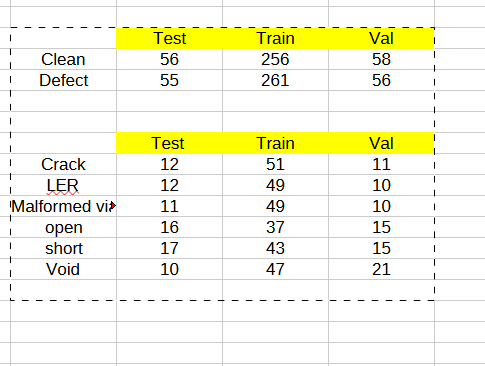 Test Train Val
Clean 56 256 58
Defect 55 261 56
Test Train Val
Crack 12 51 11
LER 12 49 10
Malformed via 11 49 10
open 16 37 15
short 17 43 15
Void 10 47 21